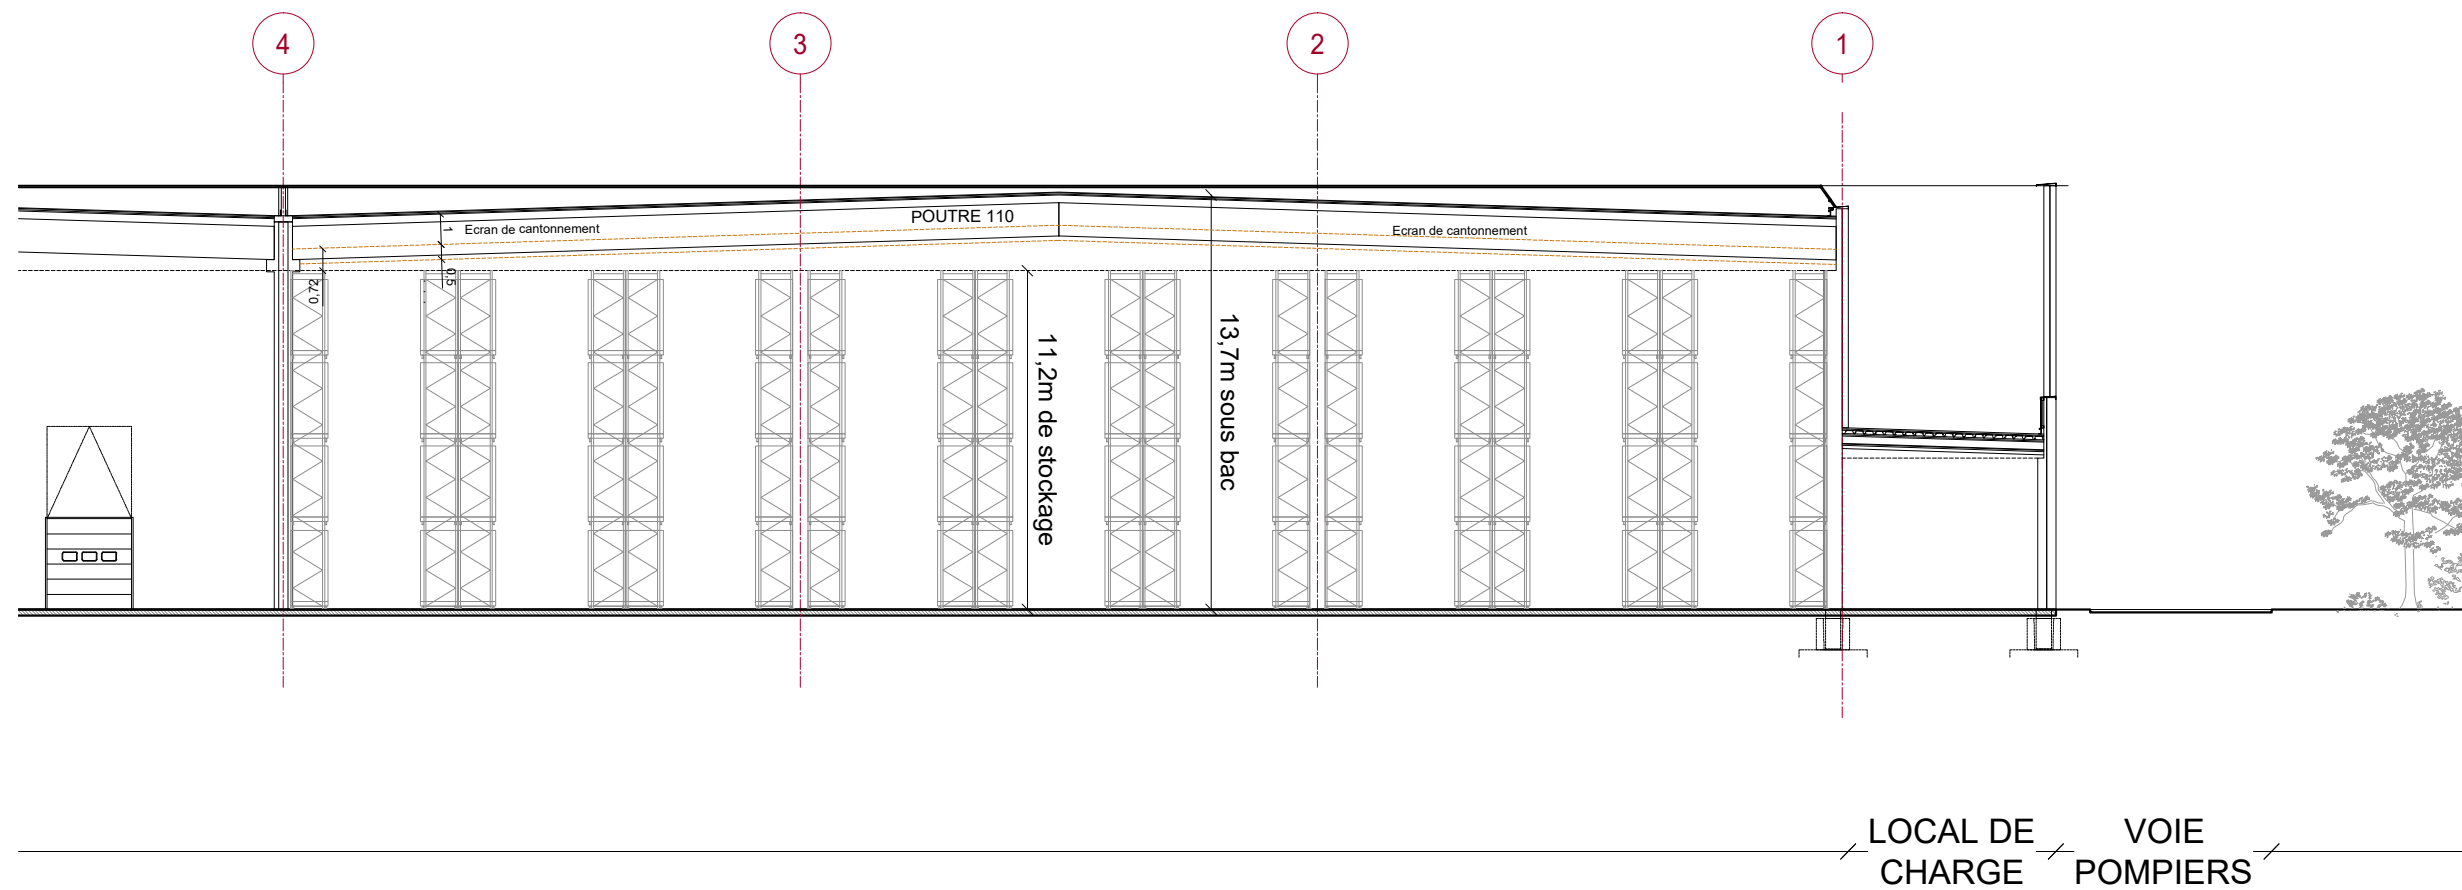 4
3
2
1
POUTRE 110
1
Ecran de cantonnement
Ecran de cantonnement
0,72
0,5
11,2m de stockage
13,7m sous bac
LOCAL DE
CHARGE
VOIE
POMPIERS